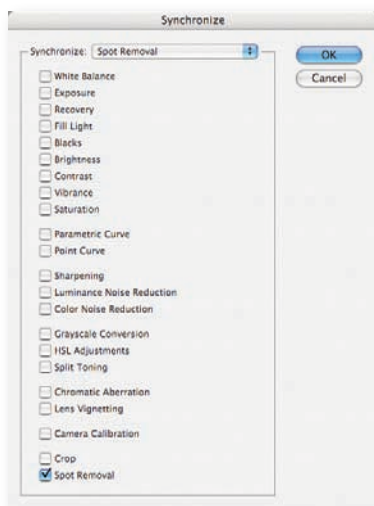 Synchronize
Synchronize: Spot Removal
OK
Cancel
White Balance
Exposure
Recovery
Fill Light
Blacks
Brightness
Contrast
Vibrance
Saturation
Parametric Curve
Point Curve
Sharpening
Luminance Noise Reduction
Color Noise Reduction
Grayscale Conversion
HSL Adjustments
Split Toning
Chromatic Aberration
Lens Vignetting
Camera Calibration
Crop
Spot Removal